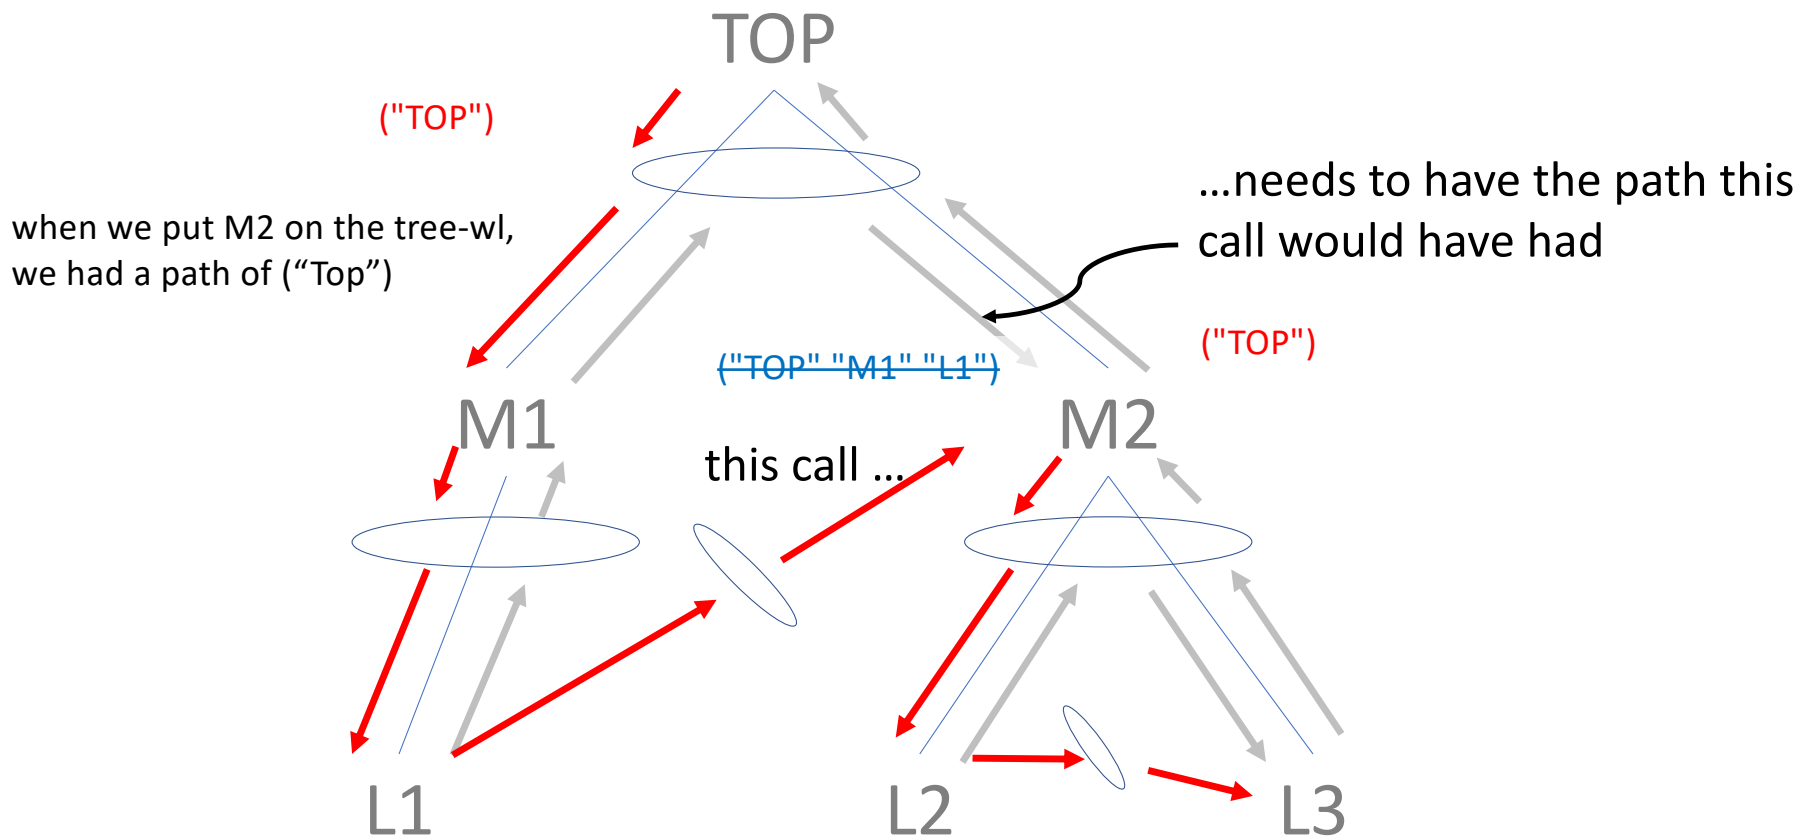 TOP
("TOP")
…needs to have the path this
call would have had
when we put M2 on the tree-wl,
we had a path of (“Top”)
("TOP")
("TOP" "M1" "L1")
M1
M2
this call …
L1
L2
L3